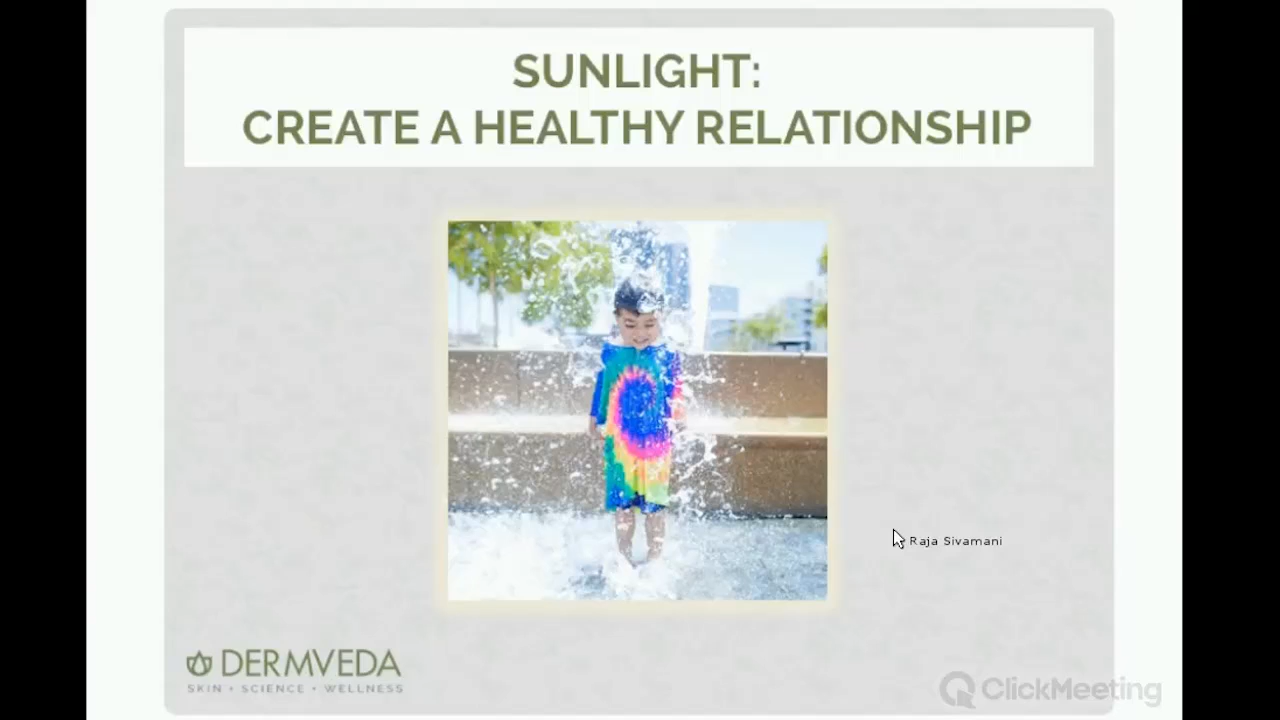 SUNLIGHT:
CREATE A HEALTHY RELATIONSHIP
Raja Sivamani
DERMVEDA
SKIN • SCIENCE • WELLNESS
ClickMeeting